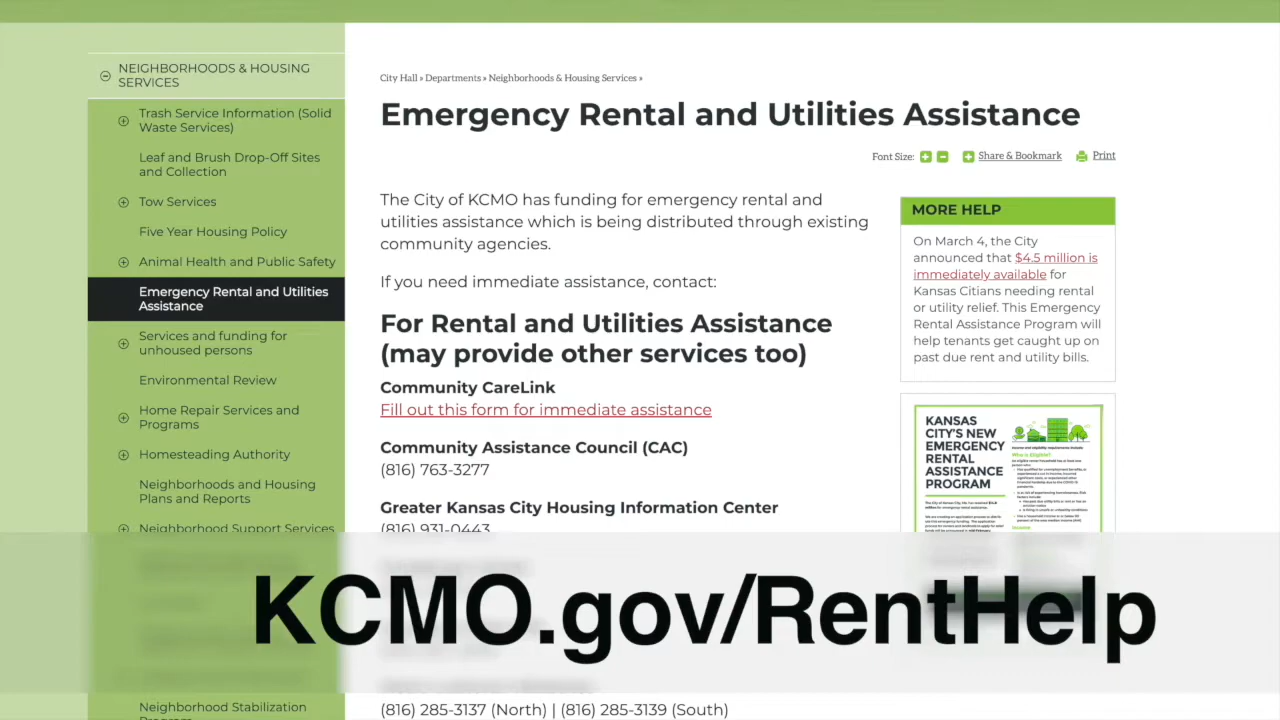 NEIGHBORHOODS & HOUSING
SERVICES
Trash Service Information (Solid
Waste Services)
Leaf and Brush Drop-Off Sites
and Collection
Tow Services
Five Year Housing Policy
Animal Health and Public Safety
Emergency Rental and Utilities
Assistance
Services and funding for
unhoused persons
Environmental Review
Home Repair Services and
Programs
Homesteading Authority
Neighborhoods and Housing
Plans and Reports
Neighborhood Support Services
Neighborhood Stabilization
Program
City Hall » Departments » Neighborhoods & Housing Services »
Emergency Rental and Utilities Assistance
Font Size: Share & Bookmark Print
The City of KCMO has funding for emergency rental and
utilities assistance which is being distributed through existing
community agencies.
If you need immediate assistance, contact:
For Rental and Utilities Assistance
(may provide other services too)
Community CareLink
Fill out this form for immediate assistance
Community Assistance Council (CAC)
(816) 763-3277
Greater Kansas City Housing Information Center
(816) 931-0443
MORE HELP
On March 4, the City
announced that $4.5 million is
immediately available for
Kansas Citians needing rental
or utility relief. This Emergency
Rental Assistance Program will
help tenants get caught up on
past due rent and utility bills.
KANSAS
CITY'S NEW
EMERGENCY
RENTAL
ASSISTANCE
PROGRAM
Who is Eligible?
KCMO.gov/RentHelp
(816) 285-3137 (North) | (816) 285-3139 (South)